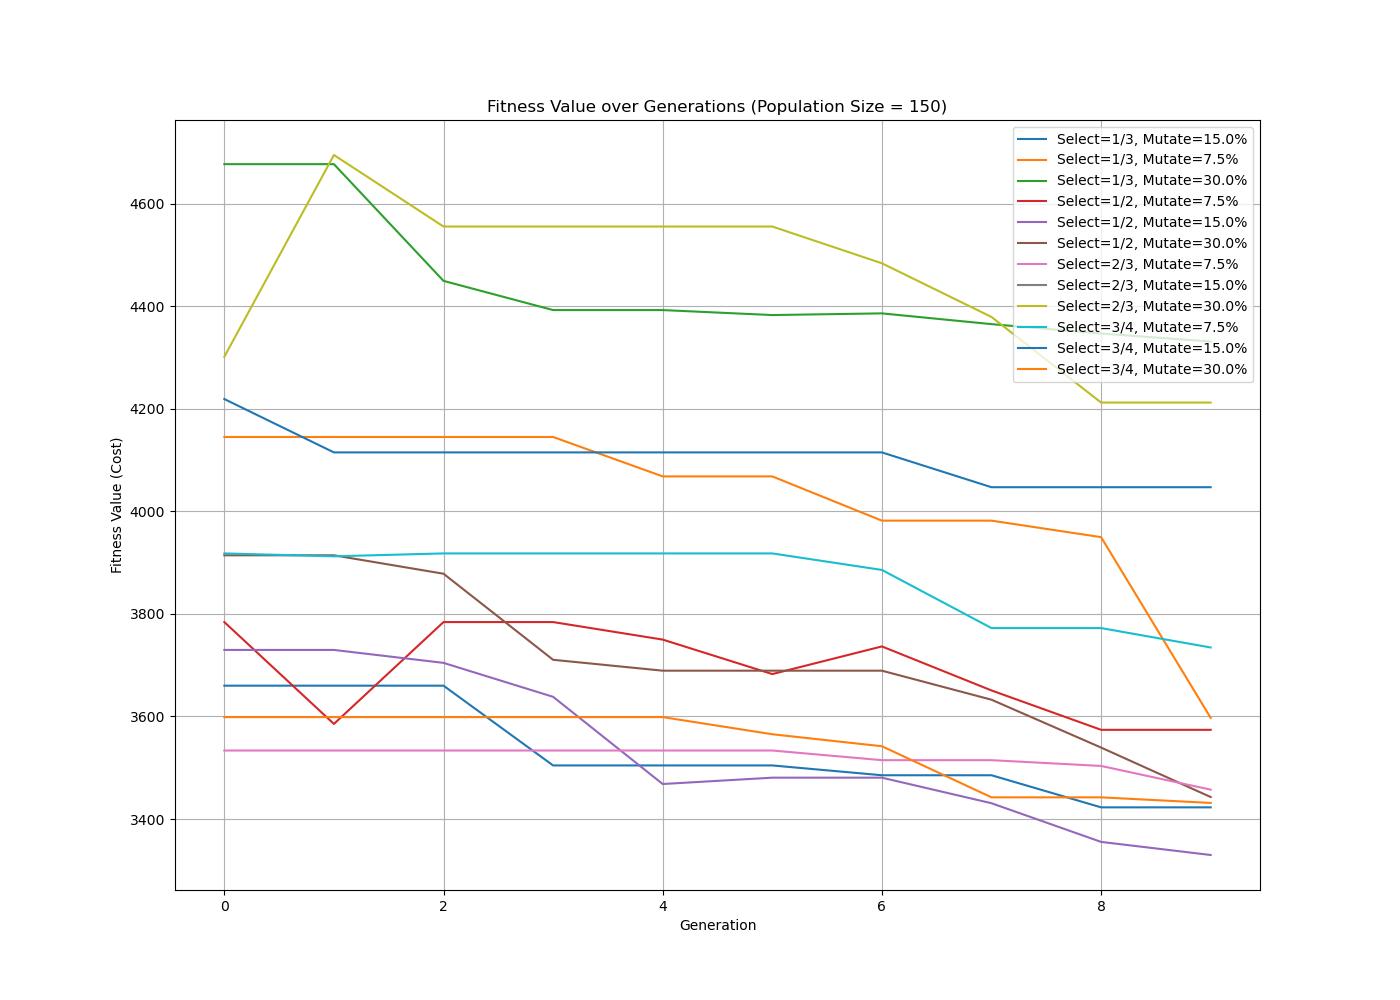 Fitness Value over Generations (Population Size = 150)
Select=1/3, Mutate=15.0%
Select=1/3, Mutate=7.5%
Select=1/3, Mutate=30.0%
Select=1/2, Mutate=7.5%
Select=1/2, Mutate=15.0%
Select=1/2, Mutate=30.0%
Select=2/3, Mutate=7.5%
Select=2/3, Mutate=15.0%
Select=2/3, Mutate=30.0%
Select=3/4, Mutate=7.5%
Select=3/4, Mutate=15.0%
Select=3/4, Mutate=30.0%
4600
4400
4200
4000
3800
3600
3400
Fitness Value (Cost)
0 2 4 6 8
Generation